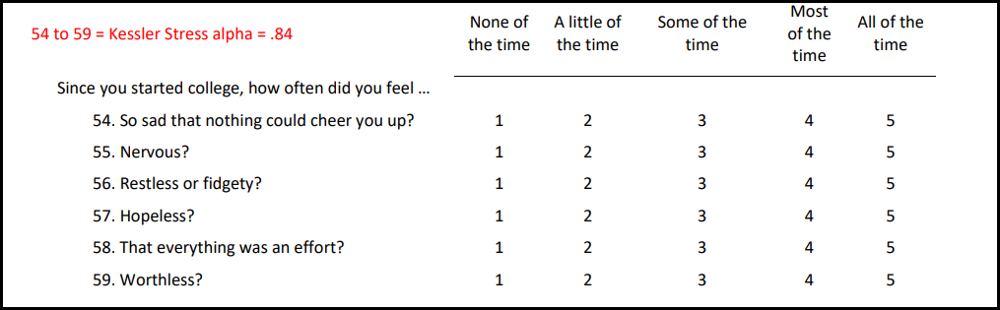 54 to 59 = Kessler Stress alpha = .84
None of the time
A little of the time
Some of the time
Most of the time
All of the time
Since you started college, how often did you feel …
54. So sad that nothing could cheer you up? 1 2 3 4 5
55. Nervous? 1 2 3 4 5
56. Restless or fidgety? 1 2 3 4 5
57. Hopeless? 1 2 3 4 5
58. That everything was an effort? 1 2 3 4 5
59. Worthless? 1 2 3 4 5